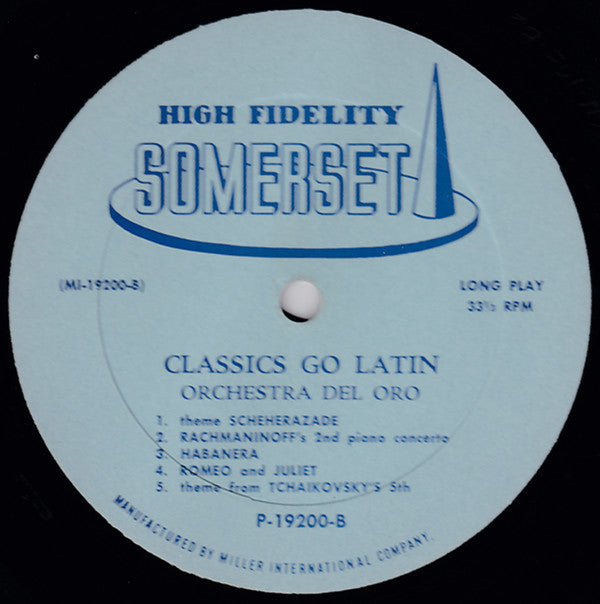 HIGH FIDELITY
SOMERSET
(MI-19200-B)
LONG PLAY
33⅓ RPM
CLASSICS GO LATIN
ORCHESTRA DEL ORO
1. theme SCHEHERAZADE
2. RACHMANINOFF's 2nd piano concerto
3. HABANERA
4. ROMEO and JULIET
5. theme from TCHAIKOVSKY'S 5th
P-19200-B
MANUFACTURED BY MILLER INTERNATIONAL COMPANY.